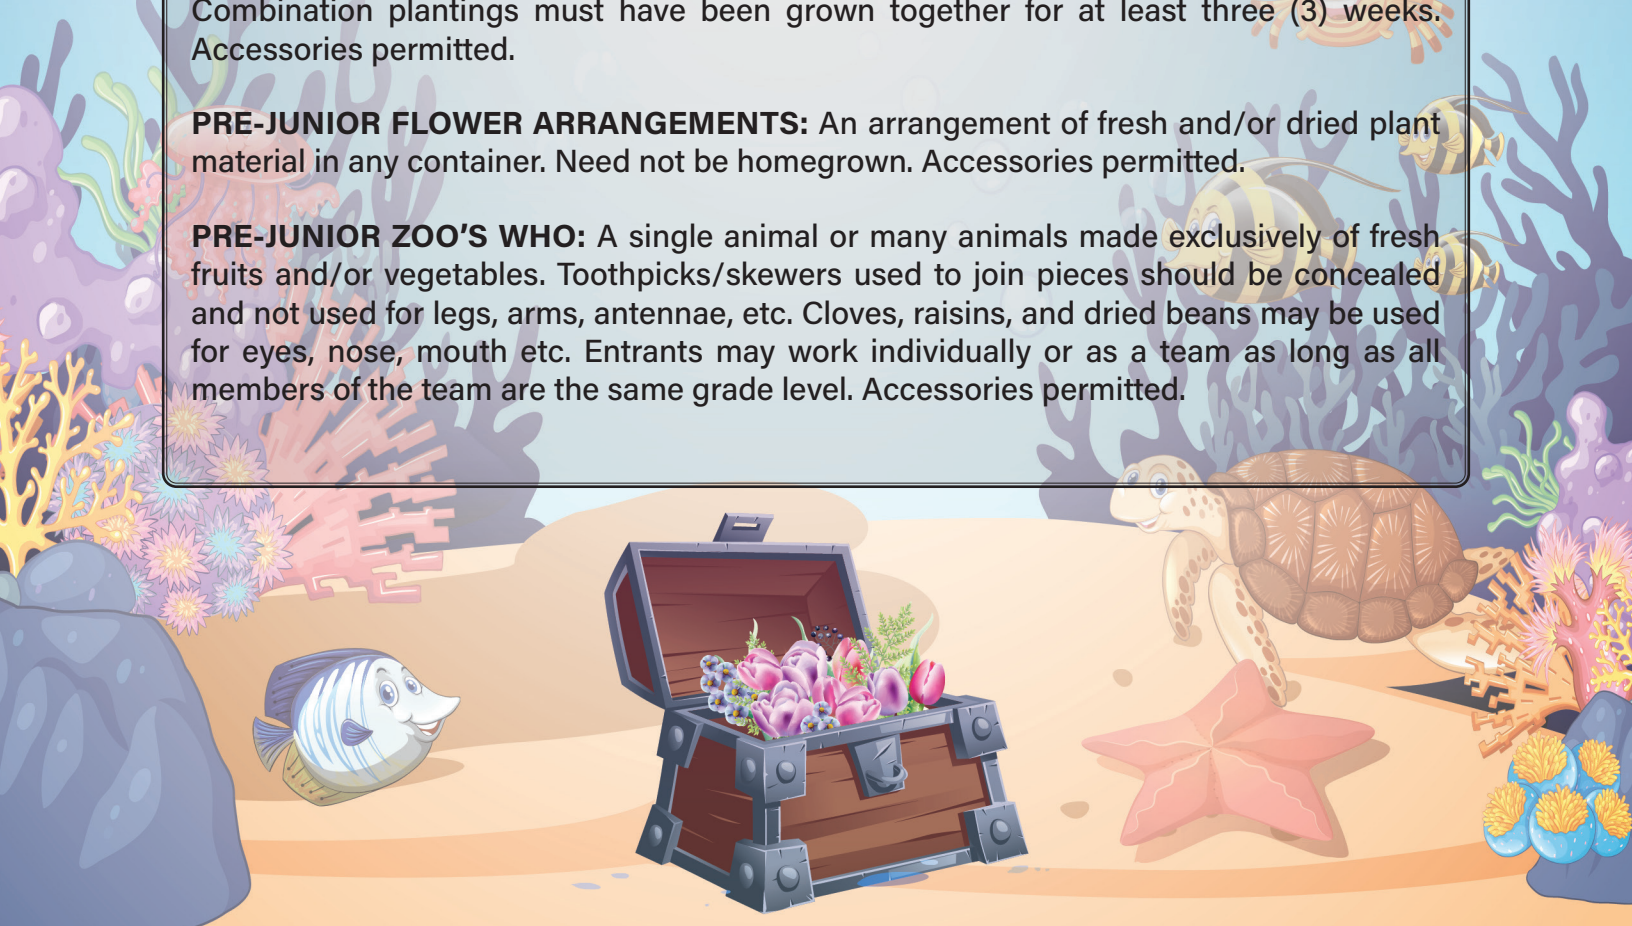 Combination plantings must have been grown together for at least three (3) weeks.
Accessories permitted.
PRE-JUNIOR FLOWER ARRANGEMENTS: An arrangement of fresh and/or dried plant
material in any container. Need not be homegrown. Accessories permitted.
PRE-JUNIOR ZOO’S WHO: A single animal or many animals made exclusively of fresh
fruits and/or vegetables. Toothpicks/skewers used to join pieces should be concealed
and not used for legs, arms, antennae, etc. Cloves, raisins, and dried beans may be used
for eyes, nose, mouth etc. Entrants may work individually or as a team as long as all
members of the team are the same grade level. Accessories permitted.